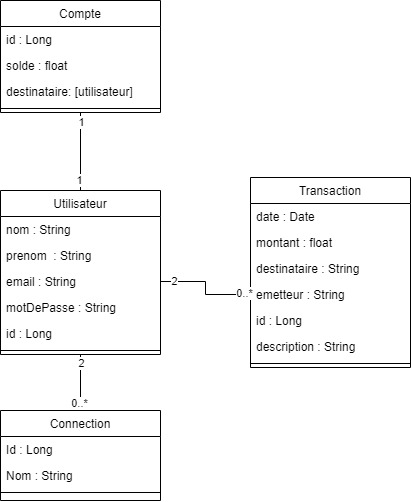 Compte
id : Long
solde : float
destinataire: [utilisateur]
1
1
Utilisateur
nom : String
prenom : String
email : String
motDePasse : String
id : Long
2
0..*
Transaction
date : Date
montant : float
destinataire : String
emetteur : String
id : Long
description : String
2
0..*
Connection
Id : Long
Nom : String